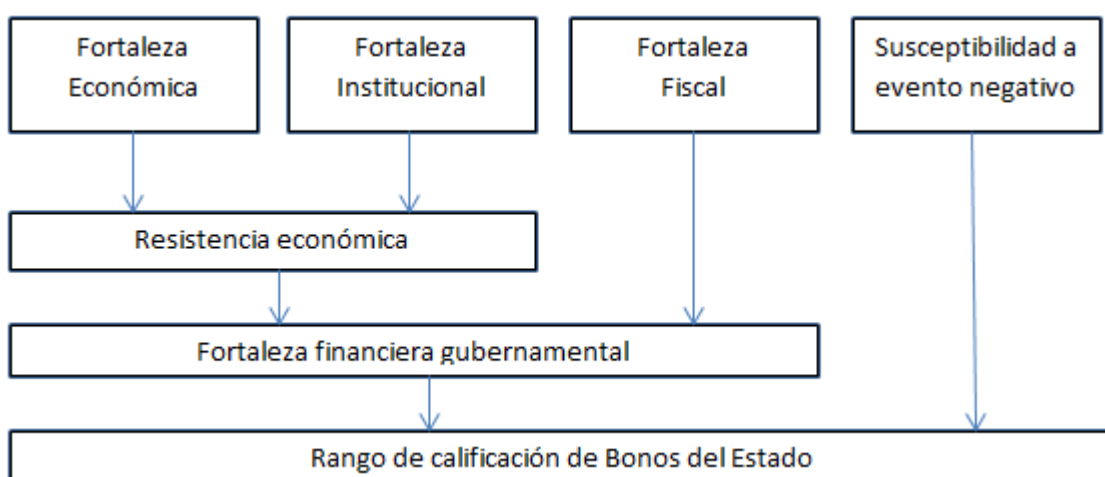 Fortaleza
Económica
Fortaleza
Institucional
Fortaleza
Fiscal
Susceptibilidad a
evento negativo
Resistencia económica
Fortaleza financiera gubernamental
Rango de calificación de Bonos del Estado